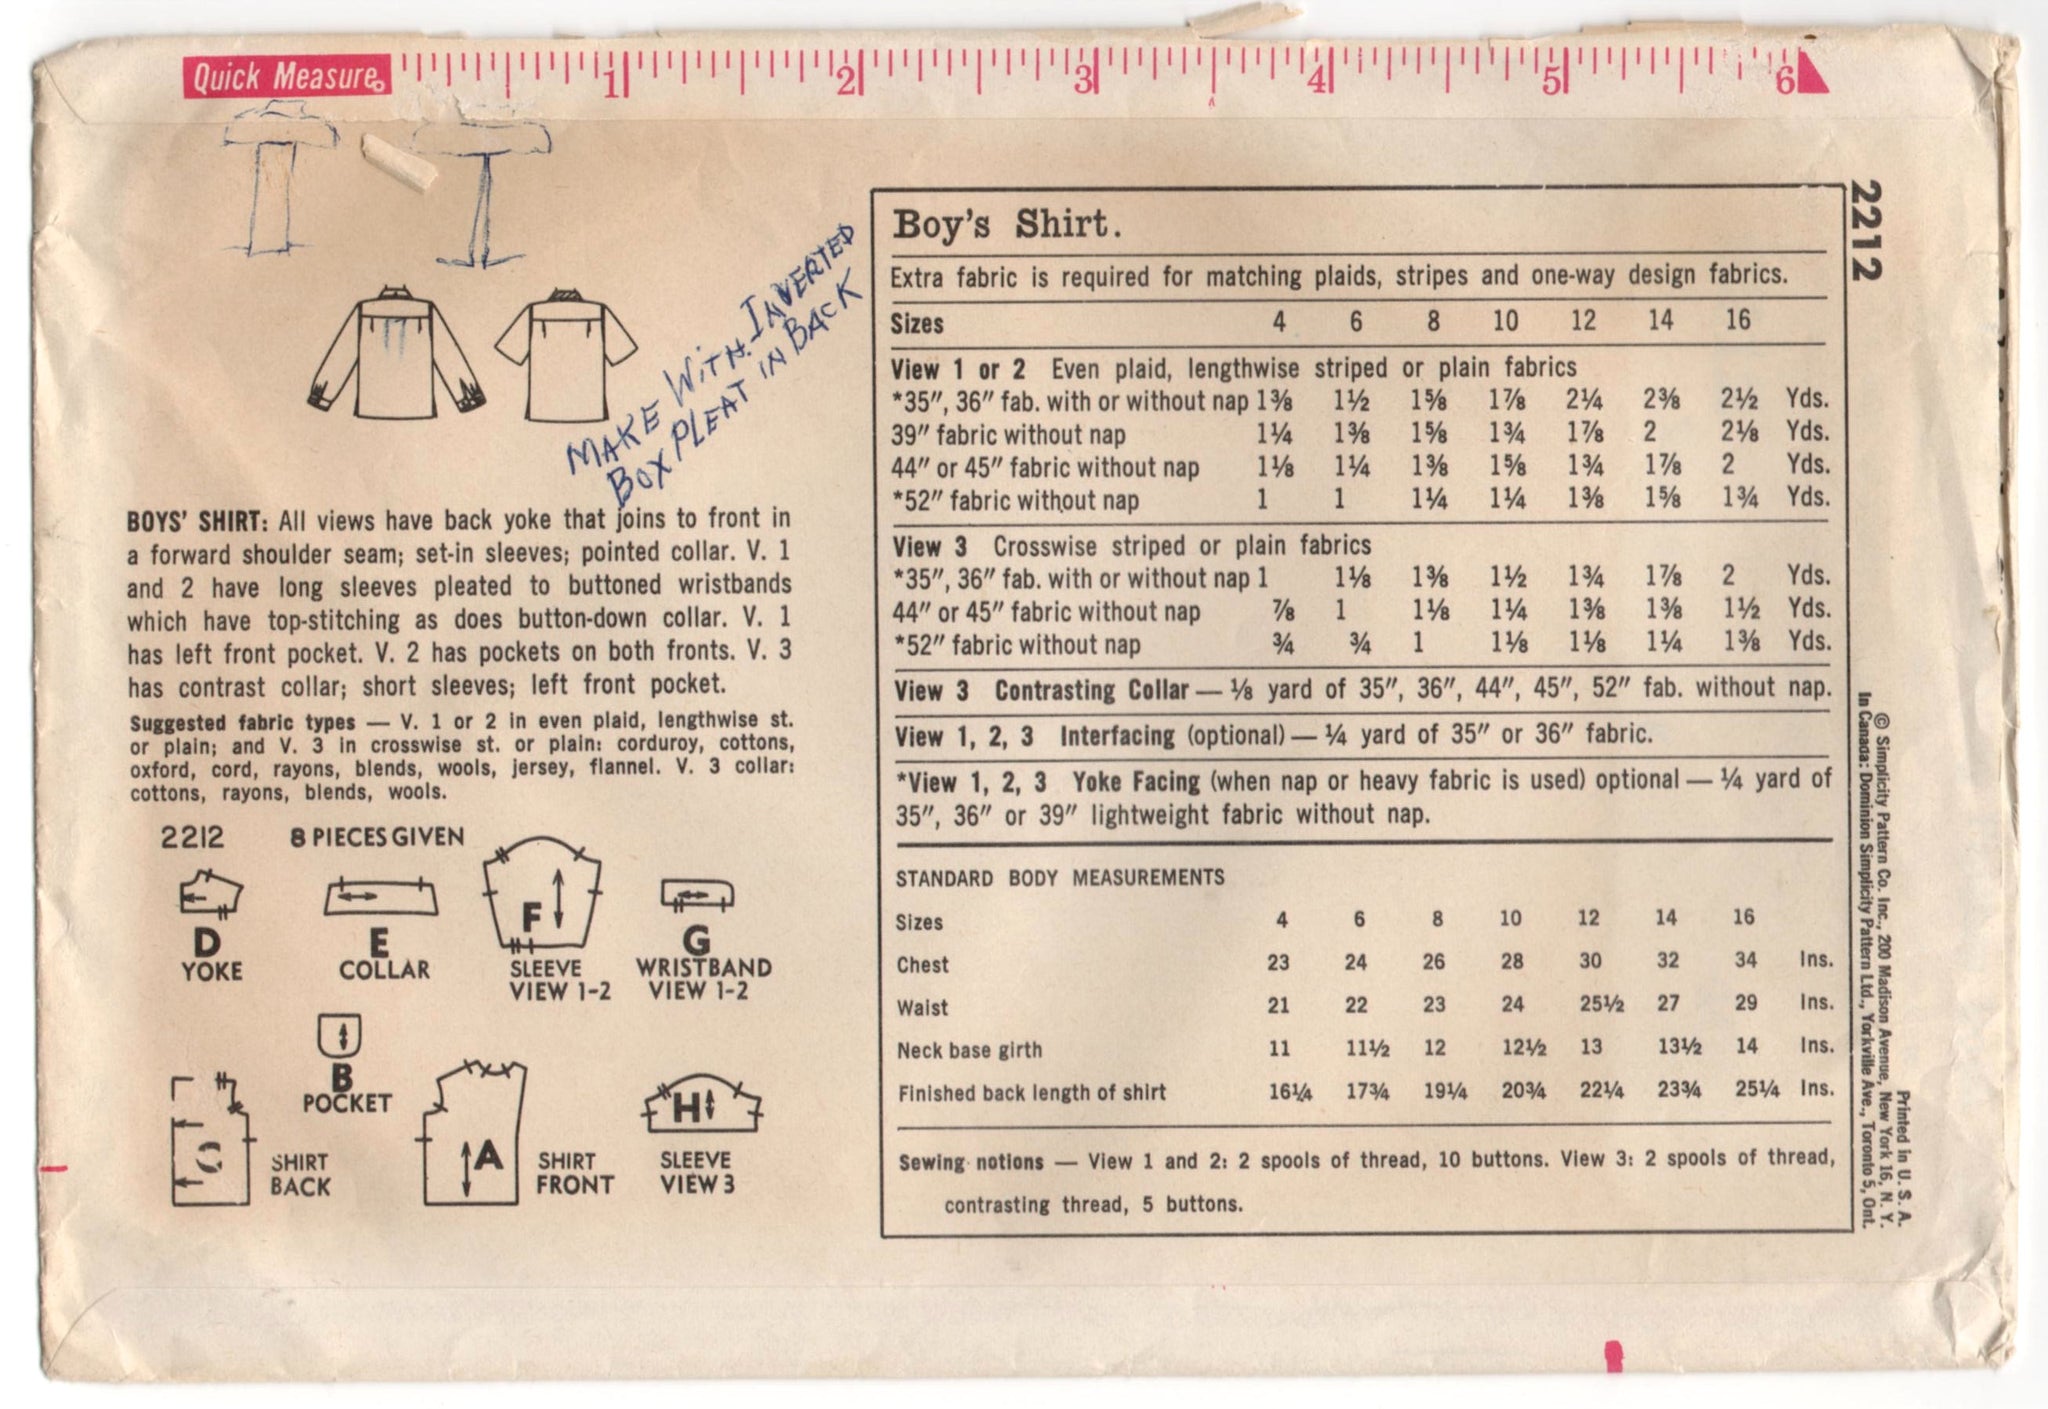 Quick Measure®
1 2 3 4 5 6
MAKE WITH INVERTED
BOX PLEAT IN BACK
BOYS' SHIRT: All views have back yoke that joins to front in
a forward shoulder seam; set-in sleeves; pointed collar. V. 1
and 2 have long sleeves pleated to buttoned wristbands
which have top-stitching as does button-down collar. V. 1
has left front pocket. V. 2 has pockets on both fronts. V. 3
has contrast collar; short sleeves; left front pocket.
Suggested fabric types — V. 1 or 2 in even plaid, lengthwise st.
or plain; and V. 3 in crosswise st. or plain: corduroy, cottons,
oxford, cord, rayons, blends, wools, jersey, flannel. V. 3 collar:
cottons, rayons, blends, wools.
2212 8 PIECES GIVEN
D
YOKE
E
COLLAR
F
SLEEVE
VIEW 1-2
G
WRISTBAND
VIEW 1-2
B
POCKET
C
SHIRT
BACK
A
SHIRT
FRONT
H
SLEEVE
VIEW 3
Boy's Shirt.
Extra fabric is required for matching plaids, stripes and one-way design fabrics.
Sizes 4 6 8 10 12 14 16
View 1 or 2 Even plaid, lengthwise striped or plain fabrics
*35", 36" fab. with or without nap 1⅜ 1½ 1⅝ 1⅞ 2¼ 2⅜ 2½ Yds.
39" fabric without nap 1¼ 1⅜ 1⅝ 1¾ 1⅞ 2 2⅛ Yds.
44" or 45" fabric without nap 1⅛ 1¼ 1⅜ 1⅝ 1¾ 1⅞ 2 Yds.
*52" fabric without nap 1 1 1¼ 1¼ 1⅜ 1⅝ 1¾ Yds.
View 3 Crosswise striped or plain fabrics
*35", 36" fab. with or without nap 1 1⅛ 1⅜ 1½ 1¾ 1⅞ 2 Yds.
44" or 45" fabric without nap ⅞ 1 1⅛ 1¼ 1⅜ 1⅜ 1½ Yds.
*52" fabric without nap ¾ ¾ 1 1⅛ 1⅛ 1¼ 1⅜ Yds.
View 3 Contrasting Collar — ⅛ yard of 35", 36", 44", 45", 52" fab. without nap.
View 1, 2, 3 Interfacing (optional) — ¼ yard of 35" or 36" fabric.
*View 1, 2, 3 Yoke Facing (when nap or heavy fabric is used) optional — ¼ yard of
35", 36" or 39" lightweight fabric without nap.
STANDARD BODY MEASUREMENTS
Sizes 4 6 8 10 12 14 16
Chest 23 24 26 28 30 32 34 Ins.
Waist 21 22 23 24 25½ 27 29 Ins.
Neck base girth 11 11½ 12 12½ 13 13½ 14 Ins.
Finished back length of shirt 16¼ 17¾ 19¼ 20¾ 22¼ 23¾ 25¼ Ins.
Sewing notions — View 1 and 2: 2 spools of thread, 10 buttons. View 3: 2 spools of thread,
contrasting thread, 5 buttons.
2212
Printed in U. S. A.
© Simplicity Pattern Co. Inc., 200 Madison Avenue, New York 16, N. Y.
In Canada: Dominion Simplicity Pattern Ltd., Yorkville Ave., Toronto 5, Ont.